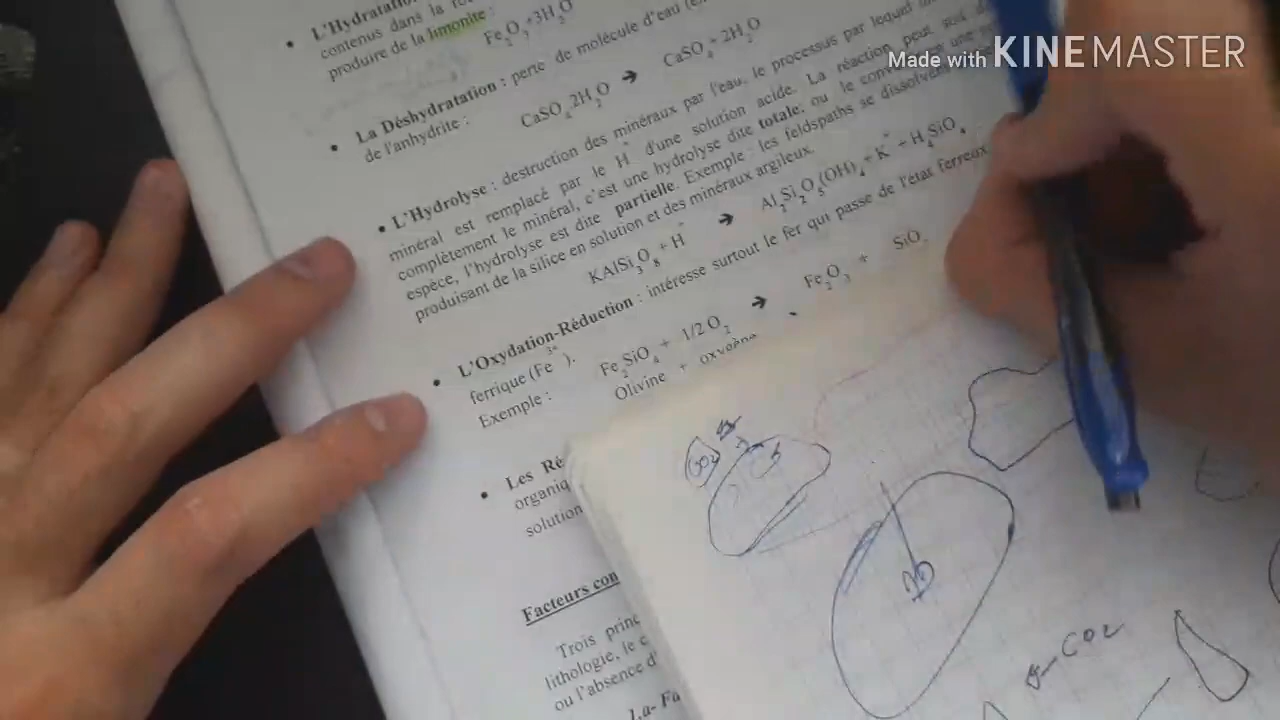 L'Hydratation
contenus dans la
produire de la limonite :
Fe2O3+3H2O
La Déshydratation : perte de molécule d'eau
de l'anhydrite :
CaSO4 2H2O → CaSO4 + 2H2O
L'Hydrolyse : destruction des minéraux par l'eau, le processus par lequel
minéral est remplacé par le H+ d'une solution acide. La réaction peut soit
complètement le minéral, c'est une hydrolyse dite totale, ou le
espèce, l'hydrolyse est dite partielle. Exemple : les feldspaths se dissolvent
produisant de la silice en solution et des minéraux argileux.
KAlSi3O8 + H+ → Al2Si2O5(OH)4 + K+ + H4SiO4
L'Oxydation-Réduction : intéresse surtout le fer qui passe de l'état ferreux
ferrique (Fe3+).
Exemple : Fe2SiO4 + 1/2 O2 → Fe2O3 + SiO2
Olivine + oxygène
Les Ré
organiq
solution
Facteurs con
Trois princ
lithologie, le c
ou l'absence d'
1.a- Fa
CO2
CO2
Made with KINEMASTER